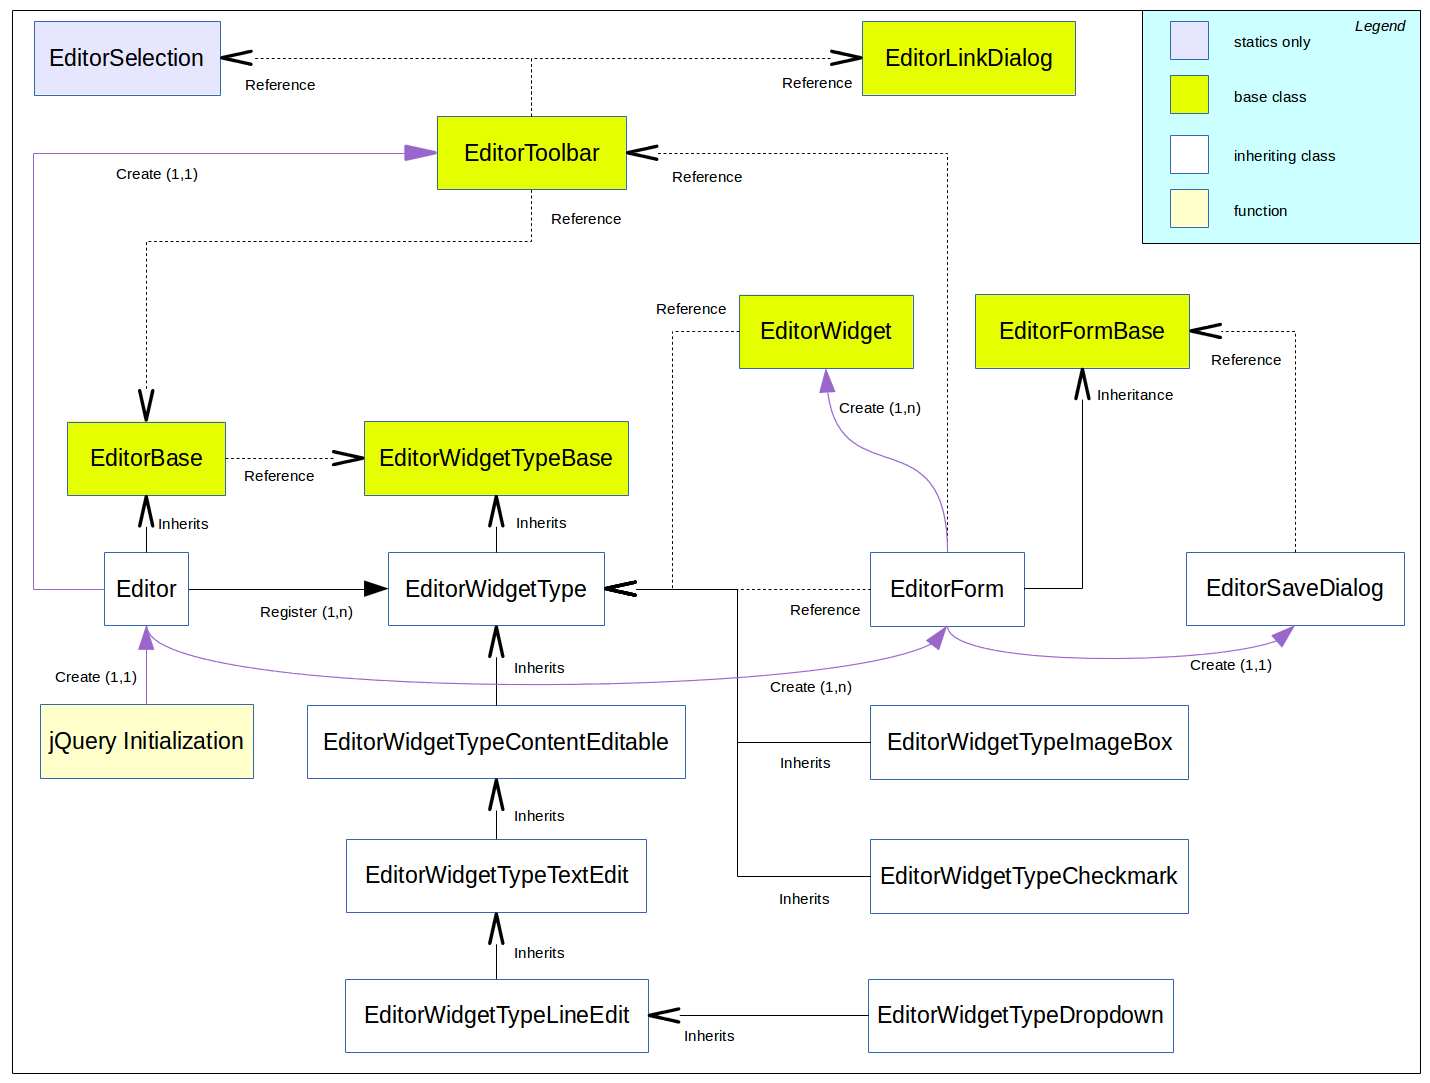 EditorSelection
EditorLinkDialog
Reference
Reference
Legend
statics only
base class
inheriting class
function
EditorToolbar
Create (1,1)
Reference
Reference
Reference
EditorWidget
EditorFormBase
Reference
Create (1,n)
Inheritance
EditorBase
Reference
EditorWidgetTypeBase
Inherits
Inherits
Editor
Register (1,n)
EditorWidgetType
Reference
EditorForm
EditorSaveDialog
Create (1,1)
Inherits
Create (1,n)
Create (1,1)
jQuery Initialization
EditorWidgetTypeContentEditable
Inherits
EditorWidgetTypeImageBox
Inherits
EditorWidgetTypeTextEdit
Inherits
EditorWidgetTypeCheckmark
Inherits
EditorWidgetTypeLineEdit
Inherits
EditorWidgetTypeDropdown